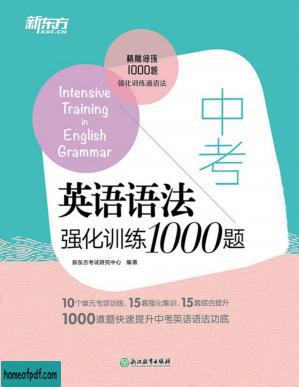 新东方
XDF.CN
精雕细琢
1000题
强化训练通语法
Intensive
Training
in
English
Grammar
中考
英语语法
强化训练1000题
新东方考试研究中心 编著
10个单元专项训练、15套强化集训、15套综合提升
1000道题快速提升中考英语语法功底
浙江教育出版社
homeofpdf.com